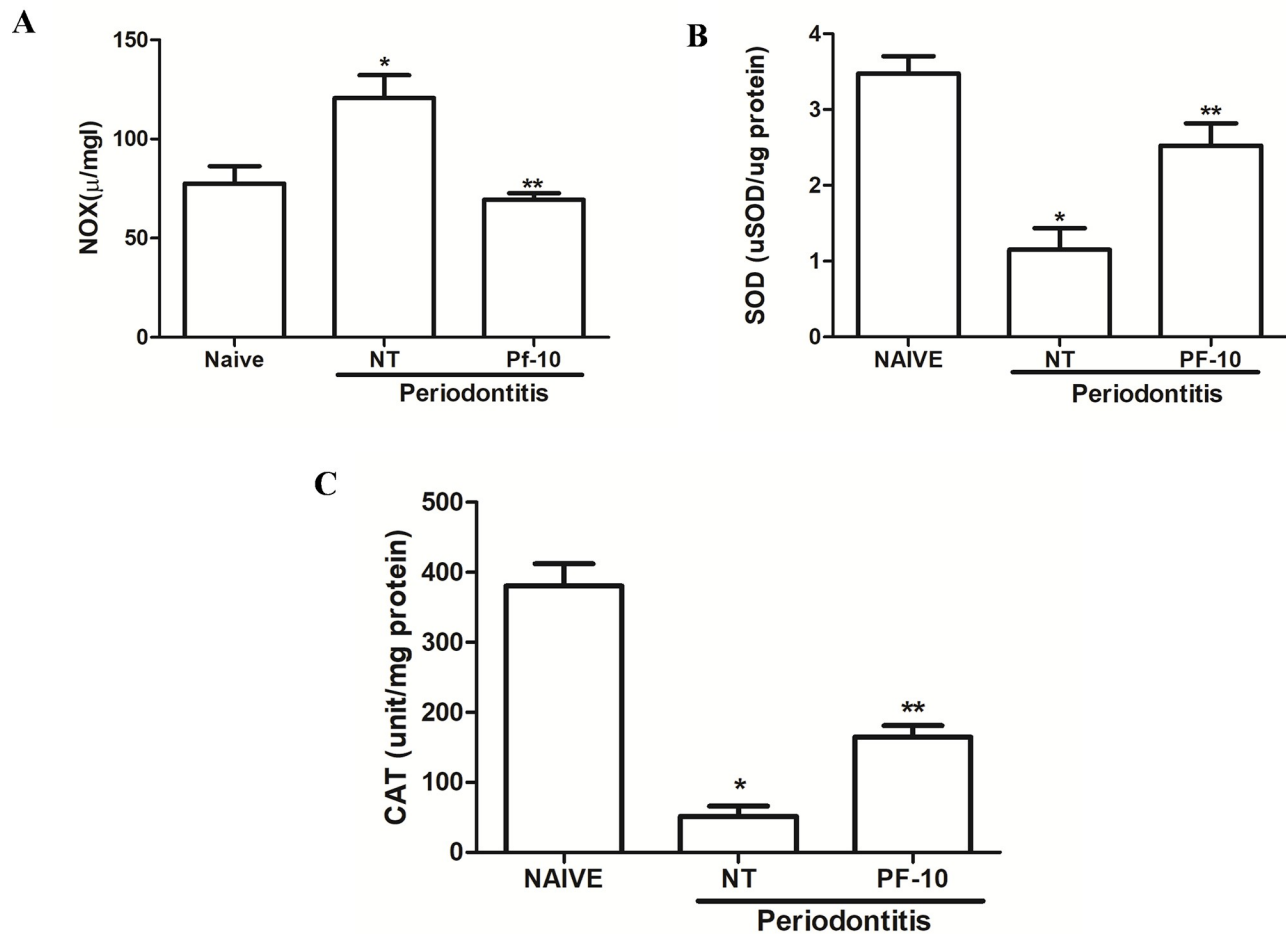 A
NOX(μ/mgl)
150
100
50
0
*
**
Naive NT Pf-10
Periodontitis
B
SOD (uSOD/ug protein)
4
3
2
1
0
*
**
NAIVE NT PF-10
Periodontitis
C
CAT (unit/mg protein)
500
400
300
200
100
0
*
**
NAIVE NT PF-10
Periodontitis